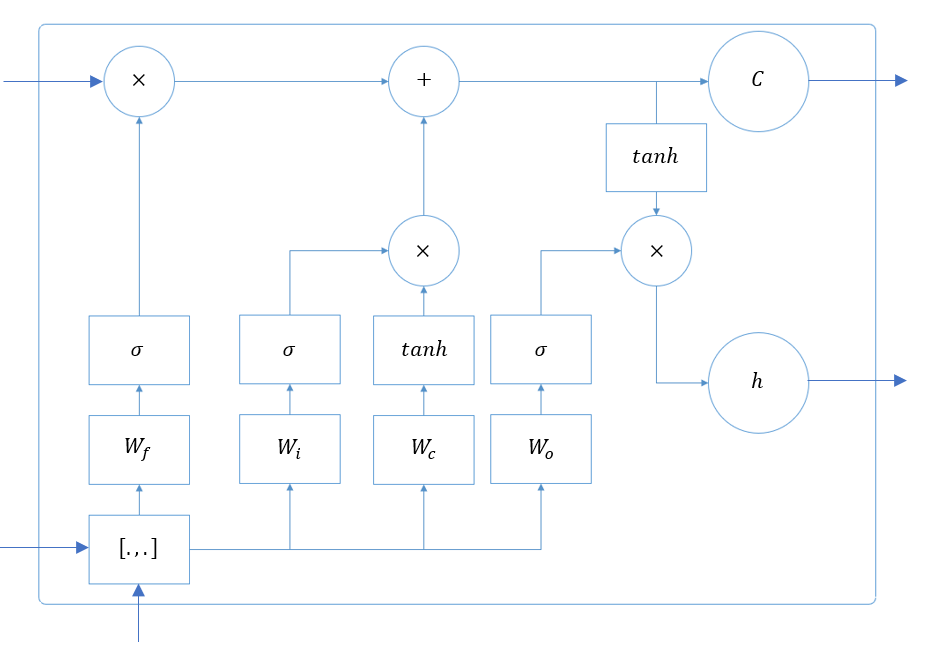 × + C
tanh
× ×
σ σ tanh σ
W_f W_i W_c W_o
h
[.,.]